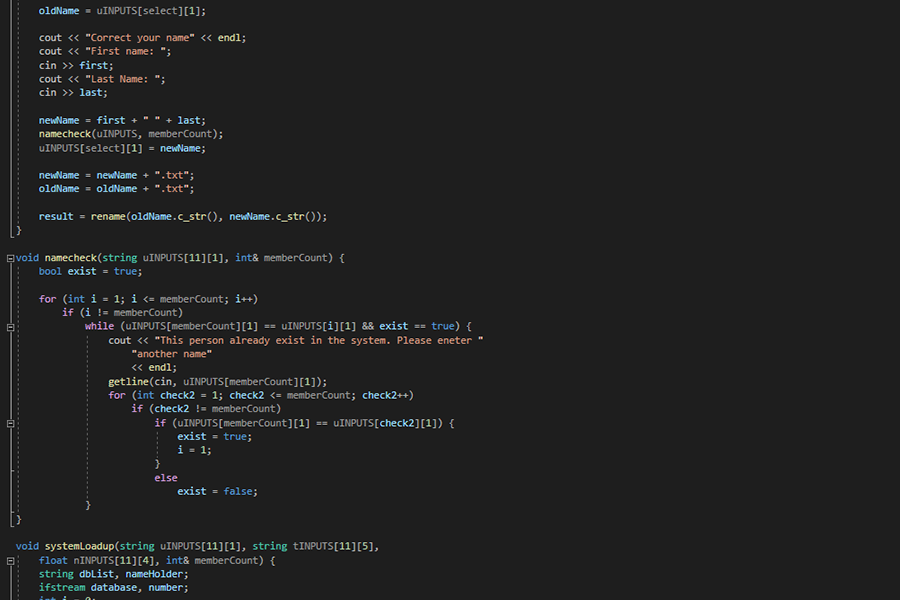 oldName = uINPUTS[select][1];
cout << "Correct your name" << endl;
cout << "First name: ";
cin >> first;
cout << "Last Name: ";
cin >> last;
newName = first + " " + last;
namecheck(uINPUTS, memberCount);
uINPUTS[select][1] = newName;
newName = newName + ".txt";
oldName = oldName + ".txt";
result = rename(oldName.c_str(), newName.c_str());
}
void namecheck(string uINPUTS[11][1], int& memberCount) {
bool exist = true;
for (int i = 1; i <= memberCount; i++)
if (i != memberCount)
while (uINPUTS[memberCount][1] == uINPUTS[i][1] && exist == true) {
cout << "This person already exist in the system. Please eneter "
"another name"
<< endl;
getline(cin, uINPUTS[memberCount][1]);
for (int check2 = 1; check2 <= memberCount; check2++)
if (check2 != memberCount)
if (uINPUTS[memberCount][1] == uINPUTS[check2][1]) {
exist = true;
i = 1;
}
else
exist = false;
}
}
void systemLoadup(string uINPUTS[11][1], string tINPUTS[11][5],
float nINPUTS[11][4], int& memberCount) {
string dbList, nameHolder;
ifstream database, number;